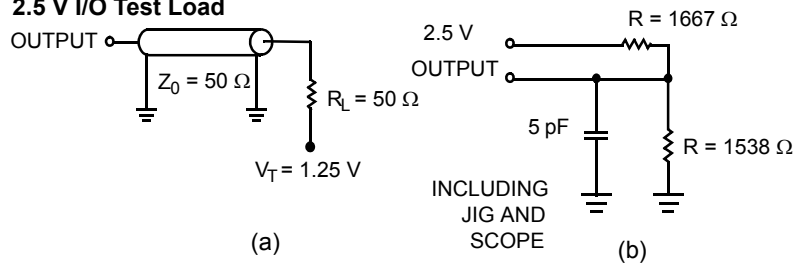 2.5 V I/O Test Load
OUTPUT
Z0 = 50 Ω
RL = 50 Ω
VT = 1.25 V
(a)
2.5 V
OUTPUT
R = 1667 Ω
5 pF
R = 1538 Ω
INCLUDING
JIG AND
SCOPE
(b)